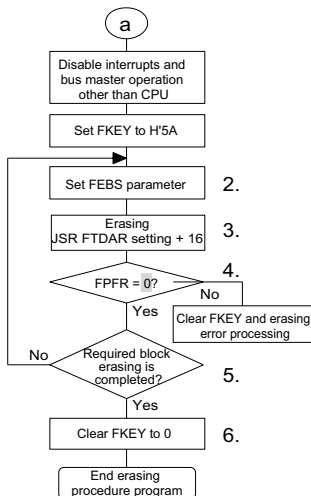 a
Disable interrupts and
bus master operation
other than CPU
Set FKEY to H'5A
Set FEBS parameter
2.
Erasing
JSR FTDAR setting + 16
3.
4.
FPFR = 0?
No
Yes
Clear FKEY and erasing
error processing
No
Required block
erasing is
completed?
5.
Yes
Clear FKEY to 0
6.
End erasing
procedure program